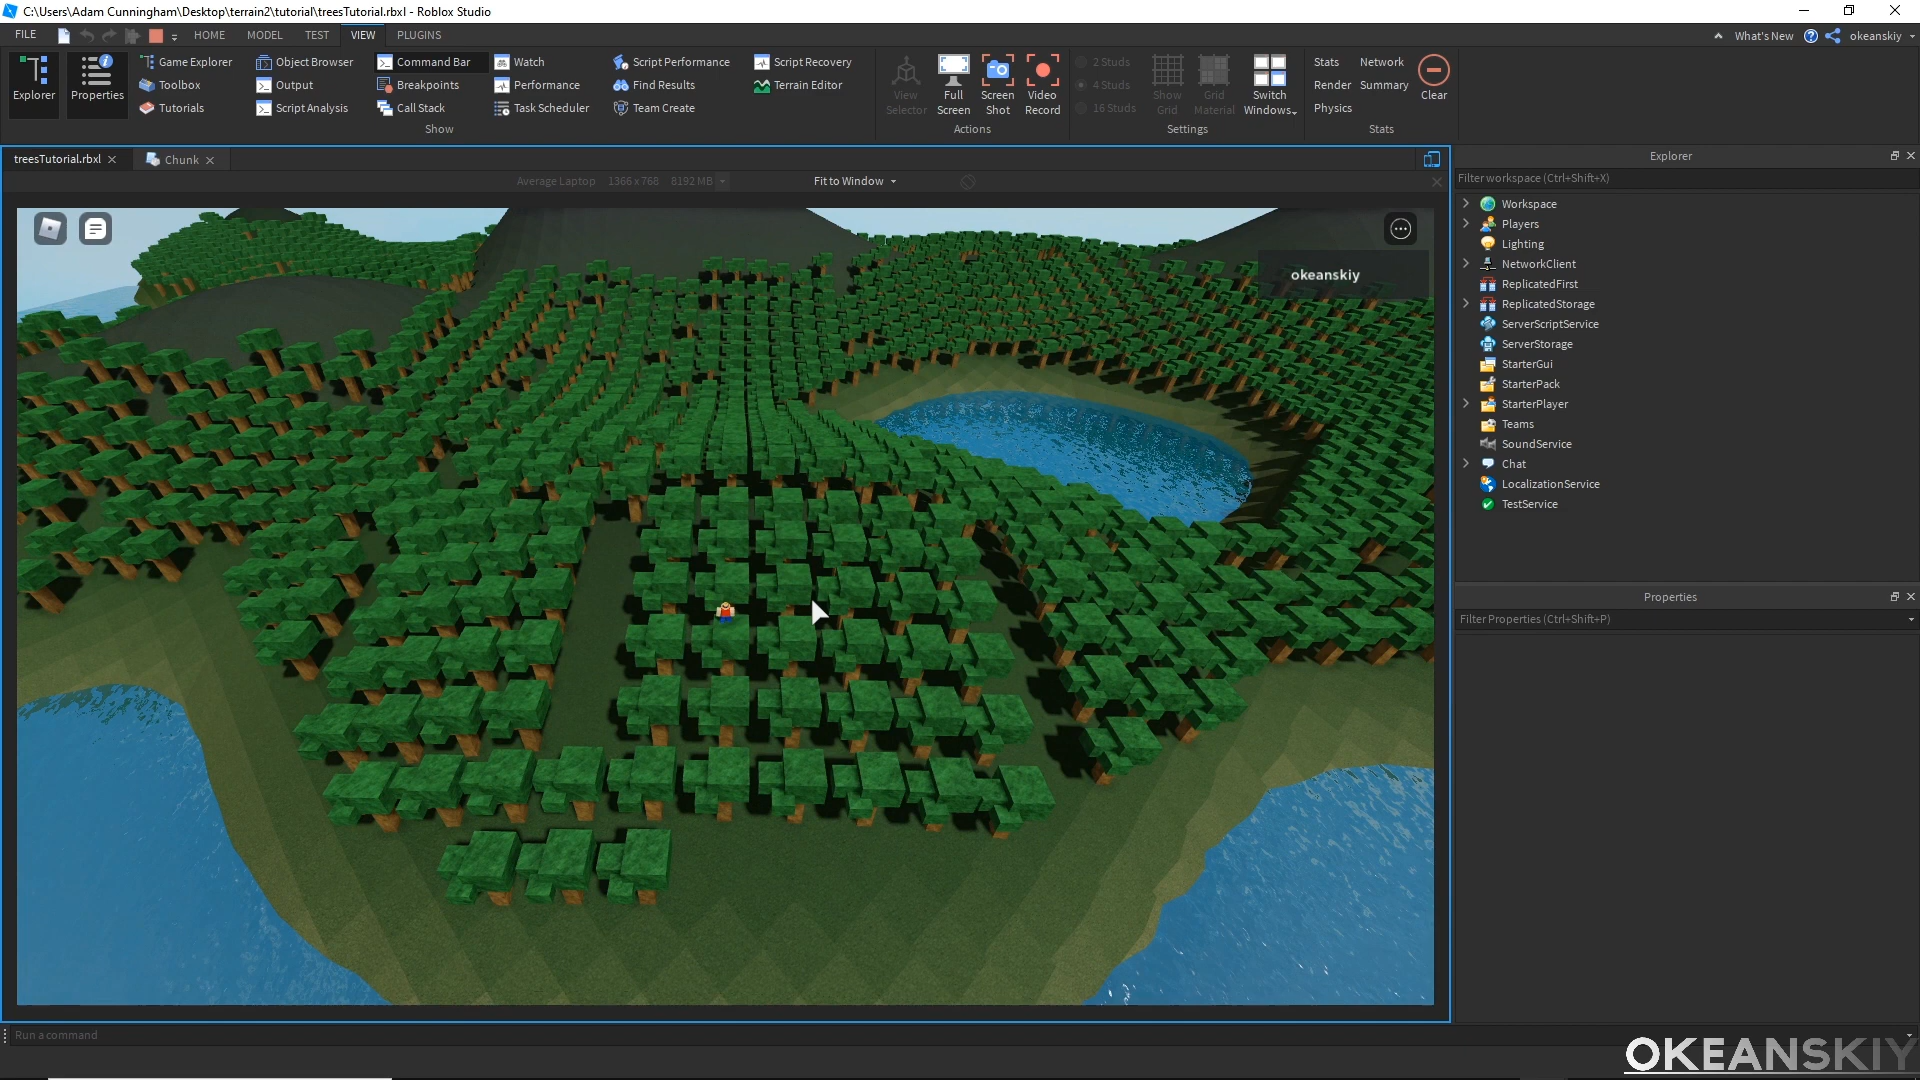 C:\Users\Adam Cunningham\Desktop\terrain2\tutorial\treesTutorial.rbxl - Roblox Studio
FILE HOME MODEL TEST VIEW PLUGINS What's New okeanskiy
Explorer
Properties
Game Explorer
Toolbox
Tutorials
Object Browser
Output
Script Analysis
Command Bar
Breakpoints
Call Stack
Watch
Performance
Task Scheduler
Script Performance
Find Results
Team Create
Script Recovery
Terrain Editor
Show
View
Selector
Full
Screen
Screen
Shot
Video
Record
Actions
2 Studs
4 Studs
16 Studs
Show
Grid
Grid
Material
Switch
Windows
Settings
Stats
Render
Physics
Network
Summary
Clear
Stats
treesTutorial.rbxl
Chunk
Average Laptop 1366 x 768 8192 MB Fit to Window
okeanskiy
Explorer
Filter workspace (Ctrl+Shift+X)
Workspace
Players
Lighting
NetworkClient
ReplicatedFirst
ReplicatedStorage
ServerScriptService
ServerStorage
StarterGui
StarterPack
StarterPlayer
Teams
SoundService
Chat
LocalizationService
TestService
Properties
Filter Properties (Ctrl+Shift+P)
Run a command
OKEANSKIY